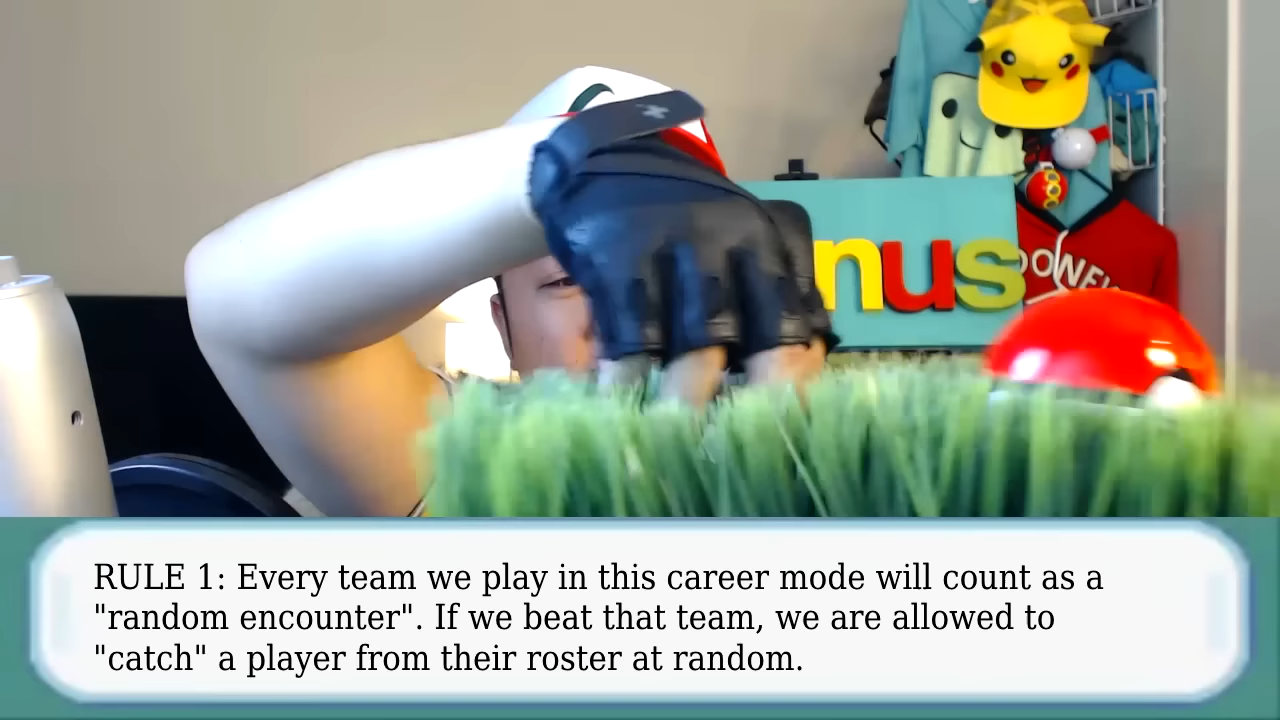 nus
RULE 1: Every team we play in this career mode will count as a
"random encounter". If we beat that team, we are allowed to
"catch" a player from their roster at random.